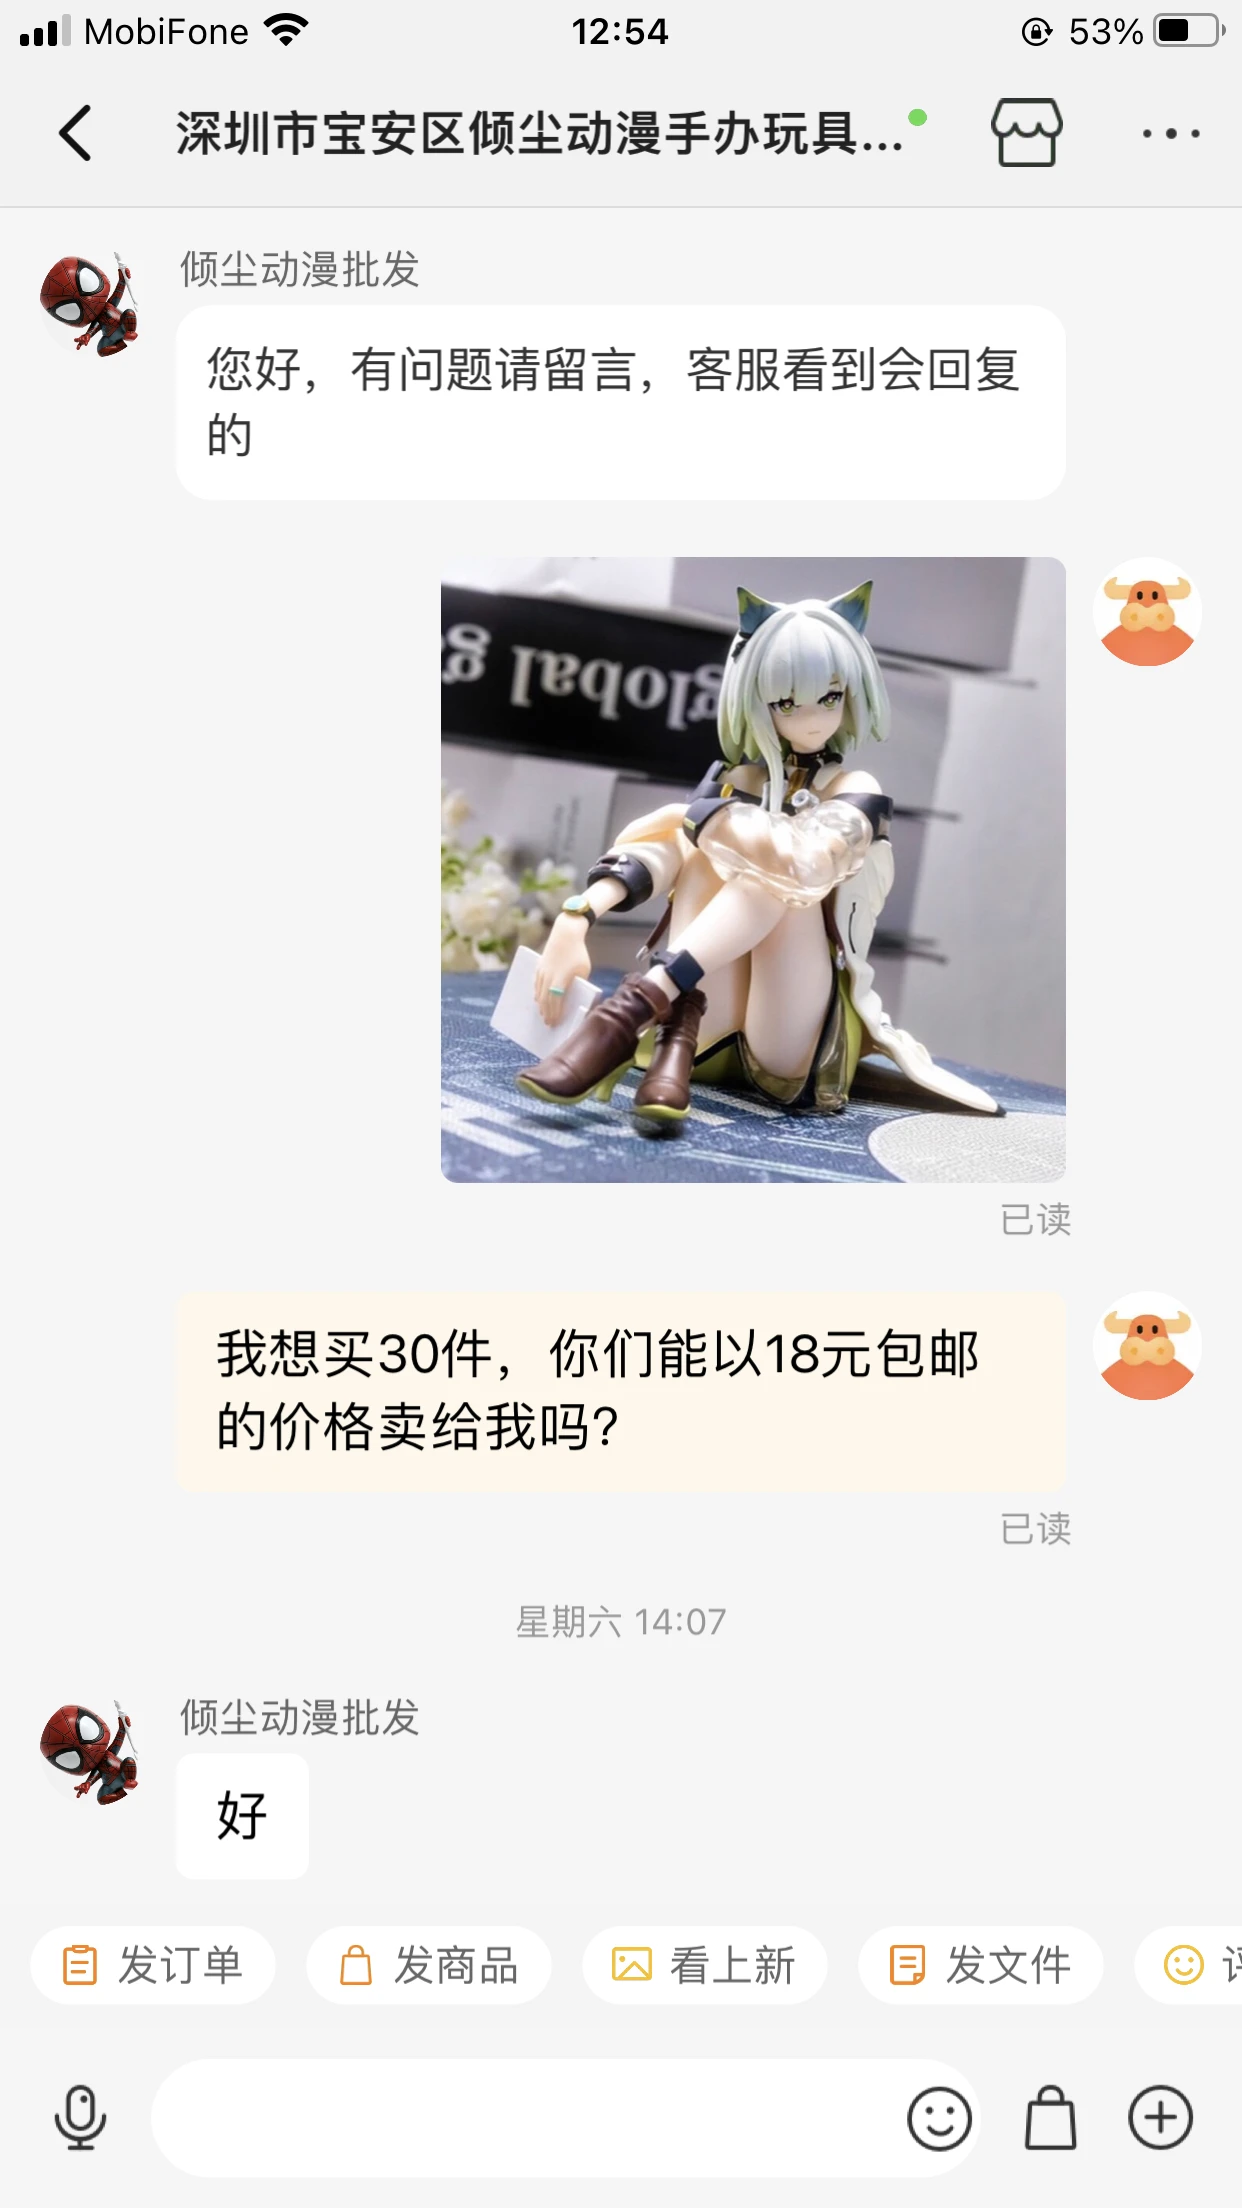 MobiFone
12:54
53%
深圳市宝安区倾尘动漫手办玩具...
倾尘动漫批发
您好，有问题请留言，客服看到会回复
的
global g
已读
我想买30件，你们能以18元包邮
的价格卖给我吗?
已读
星期六 14:07
倾尘动漫批发
好
发订单
发商品
看上新
发文件